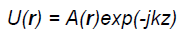 U(r) = A(r)exp(-jkz)